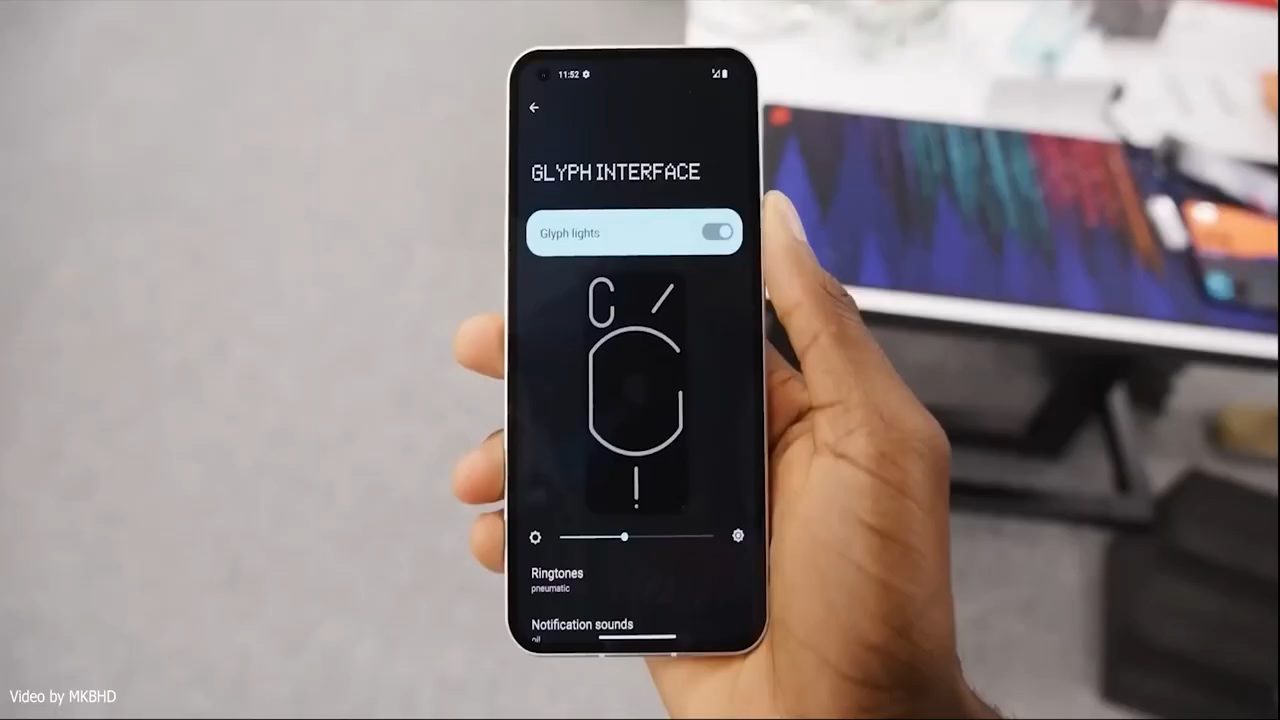 11:52
GLYPH INTERFACE
Glyph lights
Ringtones
pneumatic
Notification sounds
Video by MKBHD